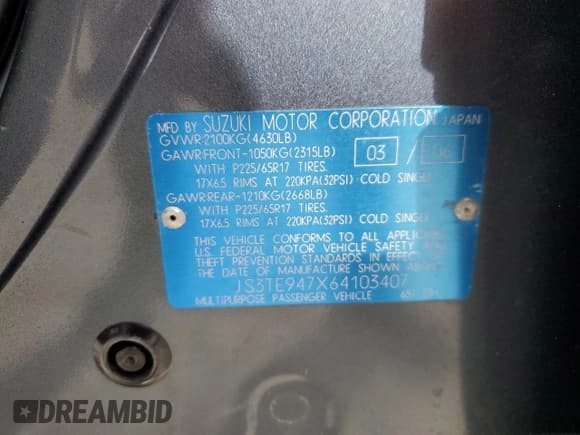 MFD BY SUZUKI MOTOR CORPORATION JAPAN
GVWR:2100KG(4630LB)
GAWR:FRONT-1050KG(2315LB) 03 /
WITH P225/65R17 TIRES,
17X6.5 RIMS AT 220KPA(32PSI) COLD SINGLE
GAWR:REAR-1210KG(2668LB)
WITH P225/65R17 TIRES,
17X6.5 RIMS AT 220KPA(32PSI) COLD SINGLE
THIS VEHICLE CONFORMS TO ALL
U.S. FEDERAL MOTOR VEHICLE SAFETY
THEFT PREVENTION STANDARDS IN EFFECT
THE DATE OF MANUFACTURE SHOWN
JS3TE947X64103407
MULTIPURPOSE PASSENGER VEHICLE
DREAMBID